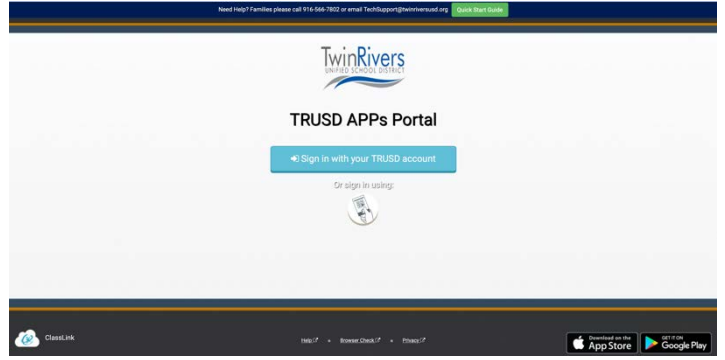 Need Help? Families please call 916-566-7802 or email TechSupport@twinriversusd.org Quick Start Guide
TwinRivers
UNIFIED SCHOOL DISTRICT
TRUSD APPs Portal
Sign in with your TRUSD account
Or sign in using:
ClassLink
Help Browser Check Privacy
Download on the
App Store
GET IT ON
Google Play